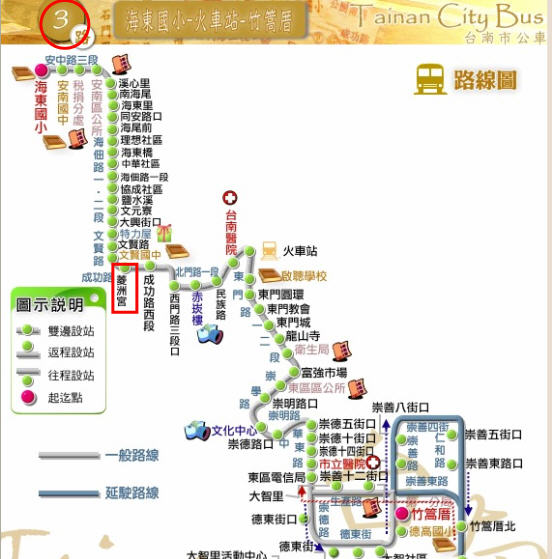 3
路
海東國小-火車站-竹篙厝
Tainan City Bus
台南市公車
路線圖
安中路三段
海東國小
安南國中
稅捐分處
安南區公所
溪心里
南海尾
海東里
同安路口
海尾前
理想社區
海東橋
中華社區
海佃路一段
協成社區
鹽水溪
文元寮
大興街口
特力屋
文賢路
文賢國中
海佃路一.二段
文賢路
成功路
菱洲宮
成功路西段
西門路三段口
北門路一段
赤崁樓
民族路
台南醫院
火車站
啟聰學校
東門路一二段
東門圓環
東門教會
東門城
龍山寺
衛生局
富強市場
東區區公所
崇學路
崇明路口
崇明路
文化中心
崇德路口
中華東路
崇德五街口
崇德十街口
崇德十四街口
市立醫院
崇善十二街口
東區電信局
大智里
生產路
崇德路
德東街口
德東街
德東街
大智里活動中心
大智社區
崇善八街口
崇善四街
崇善路
仁和路
崇善五街口
崇善東路口
崇善東路
竹篙厝
德高國小
竹篙厝北
圖示說明
雙邊設站
返程設站
往程設站
起迄點
一般路線
延駛路線